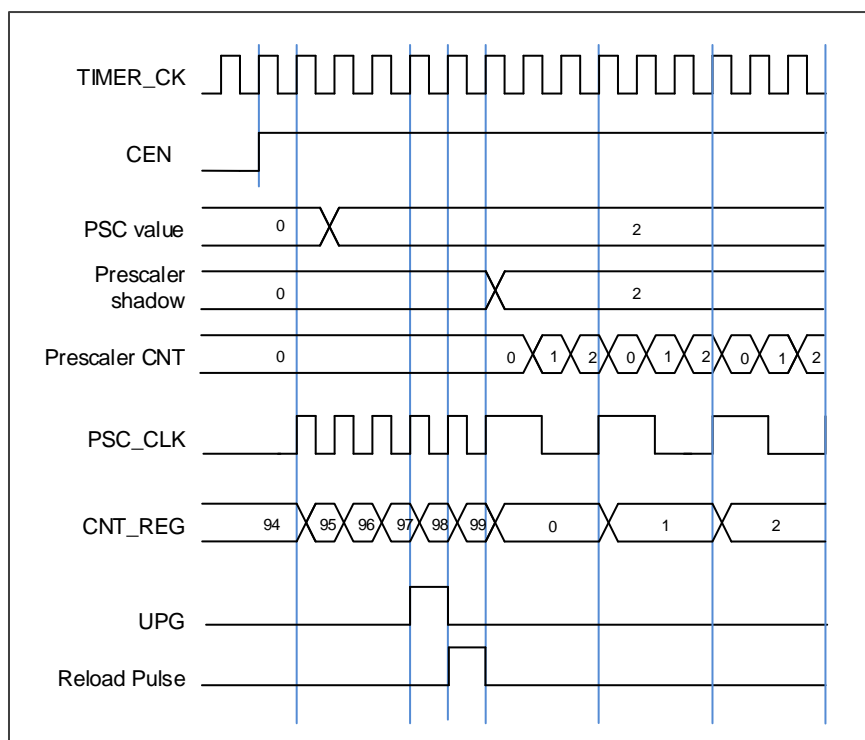 TIMER_CK
CEN
PSC value 0 2
Prescaler
shadow 0 2
Prescaler CNT 0 0 1 2 0 1 2 0 1 2
PSC_CLK
CNT_REG 94 95 96 97 98 99 0 1 2
UPG
Reload Pulse